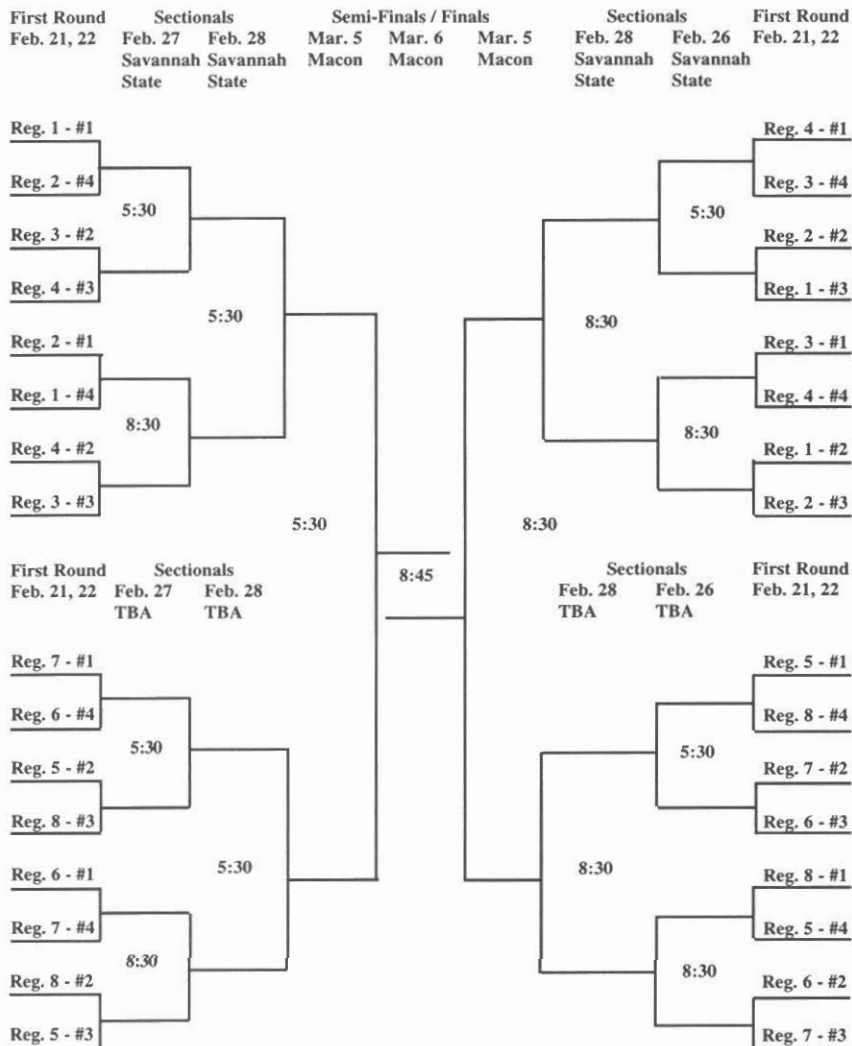 First Round Sectionals Semi-Finals / Finals Sectionals First Round
Feb. 21, 22 Feb. 27 Feb. 28 Mar. 5 Mar. 6 Mar. 5 Feb. 28 Feb. 26 Feb. 21, 22
Savannah Savannah Macon Macon Macon Savannah Savannah
State State State State
Reg. 1 - #1 Reg. 4 - #1
Reg. 2 - #4 Reg. 3 - #4
5:30 5:30
Reg. 3 - #2 Reg. 2 - #2
Reg. 4 - #3 Reg. 1 - #3
5:30 8:30
Reg. 2 - #1 Reg. 3 - #1
Reg. 1 - #4 Reg. 4 - #4
8:30 8:30
Reg. 4 - #2 Reg. 1 - #2
Reg. 3 - #3 Reg. 2 - #3
5:30 8:30
First Round Sectionals Sectionals First Round
8:45
Feb. 21, 22 Feb. 27 Feb. 28 Feb. 28 Feb. 26 Feb. 21, 22
TBA TBA TBA TBA
Reg. 7 - #1 Reg. 5 - #1
Reg. 6 - #4 Reg. 8 - #4
5:30 5:30
Reg. 5 - #2 Reg. 7 - #2
Reg. 8 - #3 Reg. 6 - #3
5:30 8:30
Reg. 6 - #1 Reg. 8 - #1
Reg. 7 - #4 Reg. 5 - #4
8:30 8:30
Reg. 8 - #2 Reg. 6 - #2
Reg. 5 - #3 Reg. 7 - #3